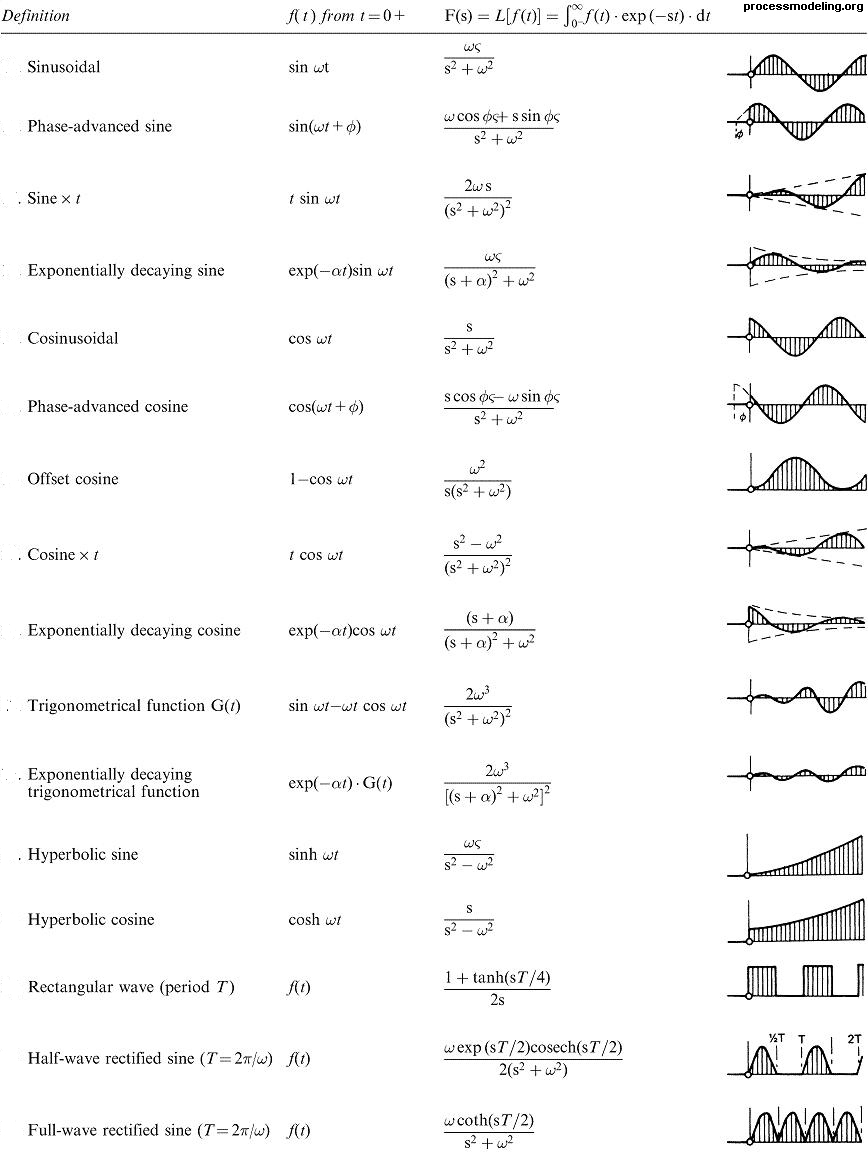 processmodeling.org
Definition f(t) from t=0+ F(s) = L[f(t)] = ∫₀₋^∞ f(t) · exp(−st) · dt
Sinusoidal sin ωt ως / s² + ω²
Phase-advanced sine sin(ωt+ϕ) ω cos ϕς+ s sin ϕς / s² + ω²
ϕ
Sine × t t sin ωt 2ω s / (s² + ω²)²
Exponentially decaying sine exp(−αt)sin ωt ως / (s + α)² + ω²
Cosinusoidal cos ωt s / s² + ω²
Phase-advanced cosine cos(ωt+ϕ) s cos ϕς− ω sin ϕς / s² + ω²
ϕ
Offset cosine 1−cos ωt ω² / s(s² + ω²)
Cosine × t t cos ωt s² − ω² / (s² + ω²)²
Exponentially decaying cosine exp(−αt)cos ωt (s + α) / (s + α)² + ω²
Trigonometrical function G(t) sin ωt−ωt cos ωt 2ω³ / (s² + ω²)²
Exponentially decaying
trigonometrical function exp(−αt) · G(t) 2ω³ / [(s + α)² + ω²]²
Hyperbolic sine sinh ωt ως / s² − ω²
Hyperbolic cosine cosh ωt s / s² − ω²
Rectangular wave (period T) f(t) 1 + tanh(sT/4) / 2s
½T T 2T
Half-wave rectified sine (T=2π/ω) f(t) ω exp (sT/2)cosech(sT/2) / 2(s² + ω²)
Full-wave rectified sine (T=2π/ω) f(t) ω coth(sT/2) / s² + ω²